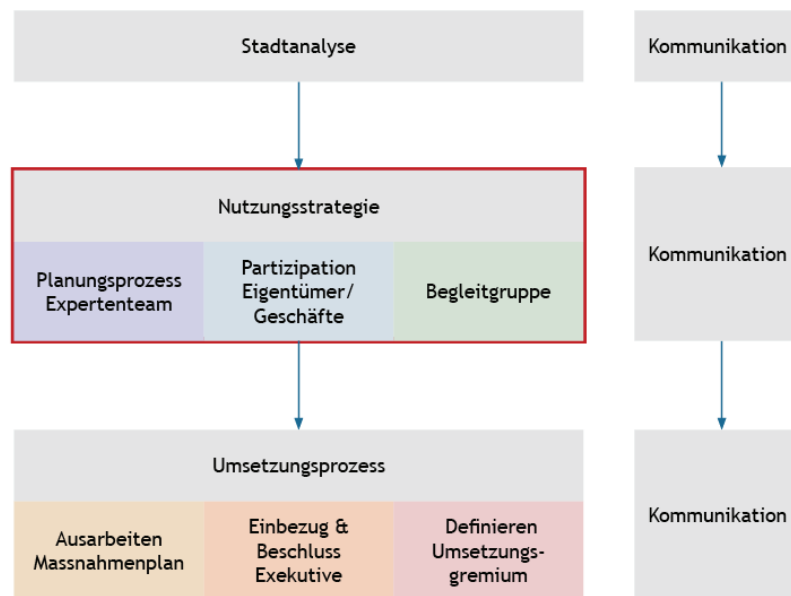 Stadtanalyse
Kommunikation
Nutzungsstrategie
Planungsprozess
Expertenteam
Partizipation
Eigentümer/
Geschäfte
Begleitgruppe
Kommunikation
Umsetzungsprozess
Ausarbeiten
Massnahmenplan
Einbezug &
Beschluss
Exekutive
Definieren
Umsetzungs-
gremium
Kommunikation